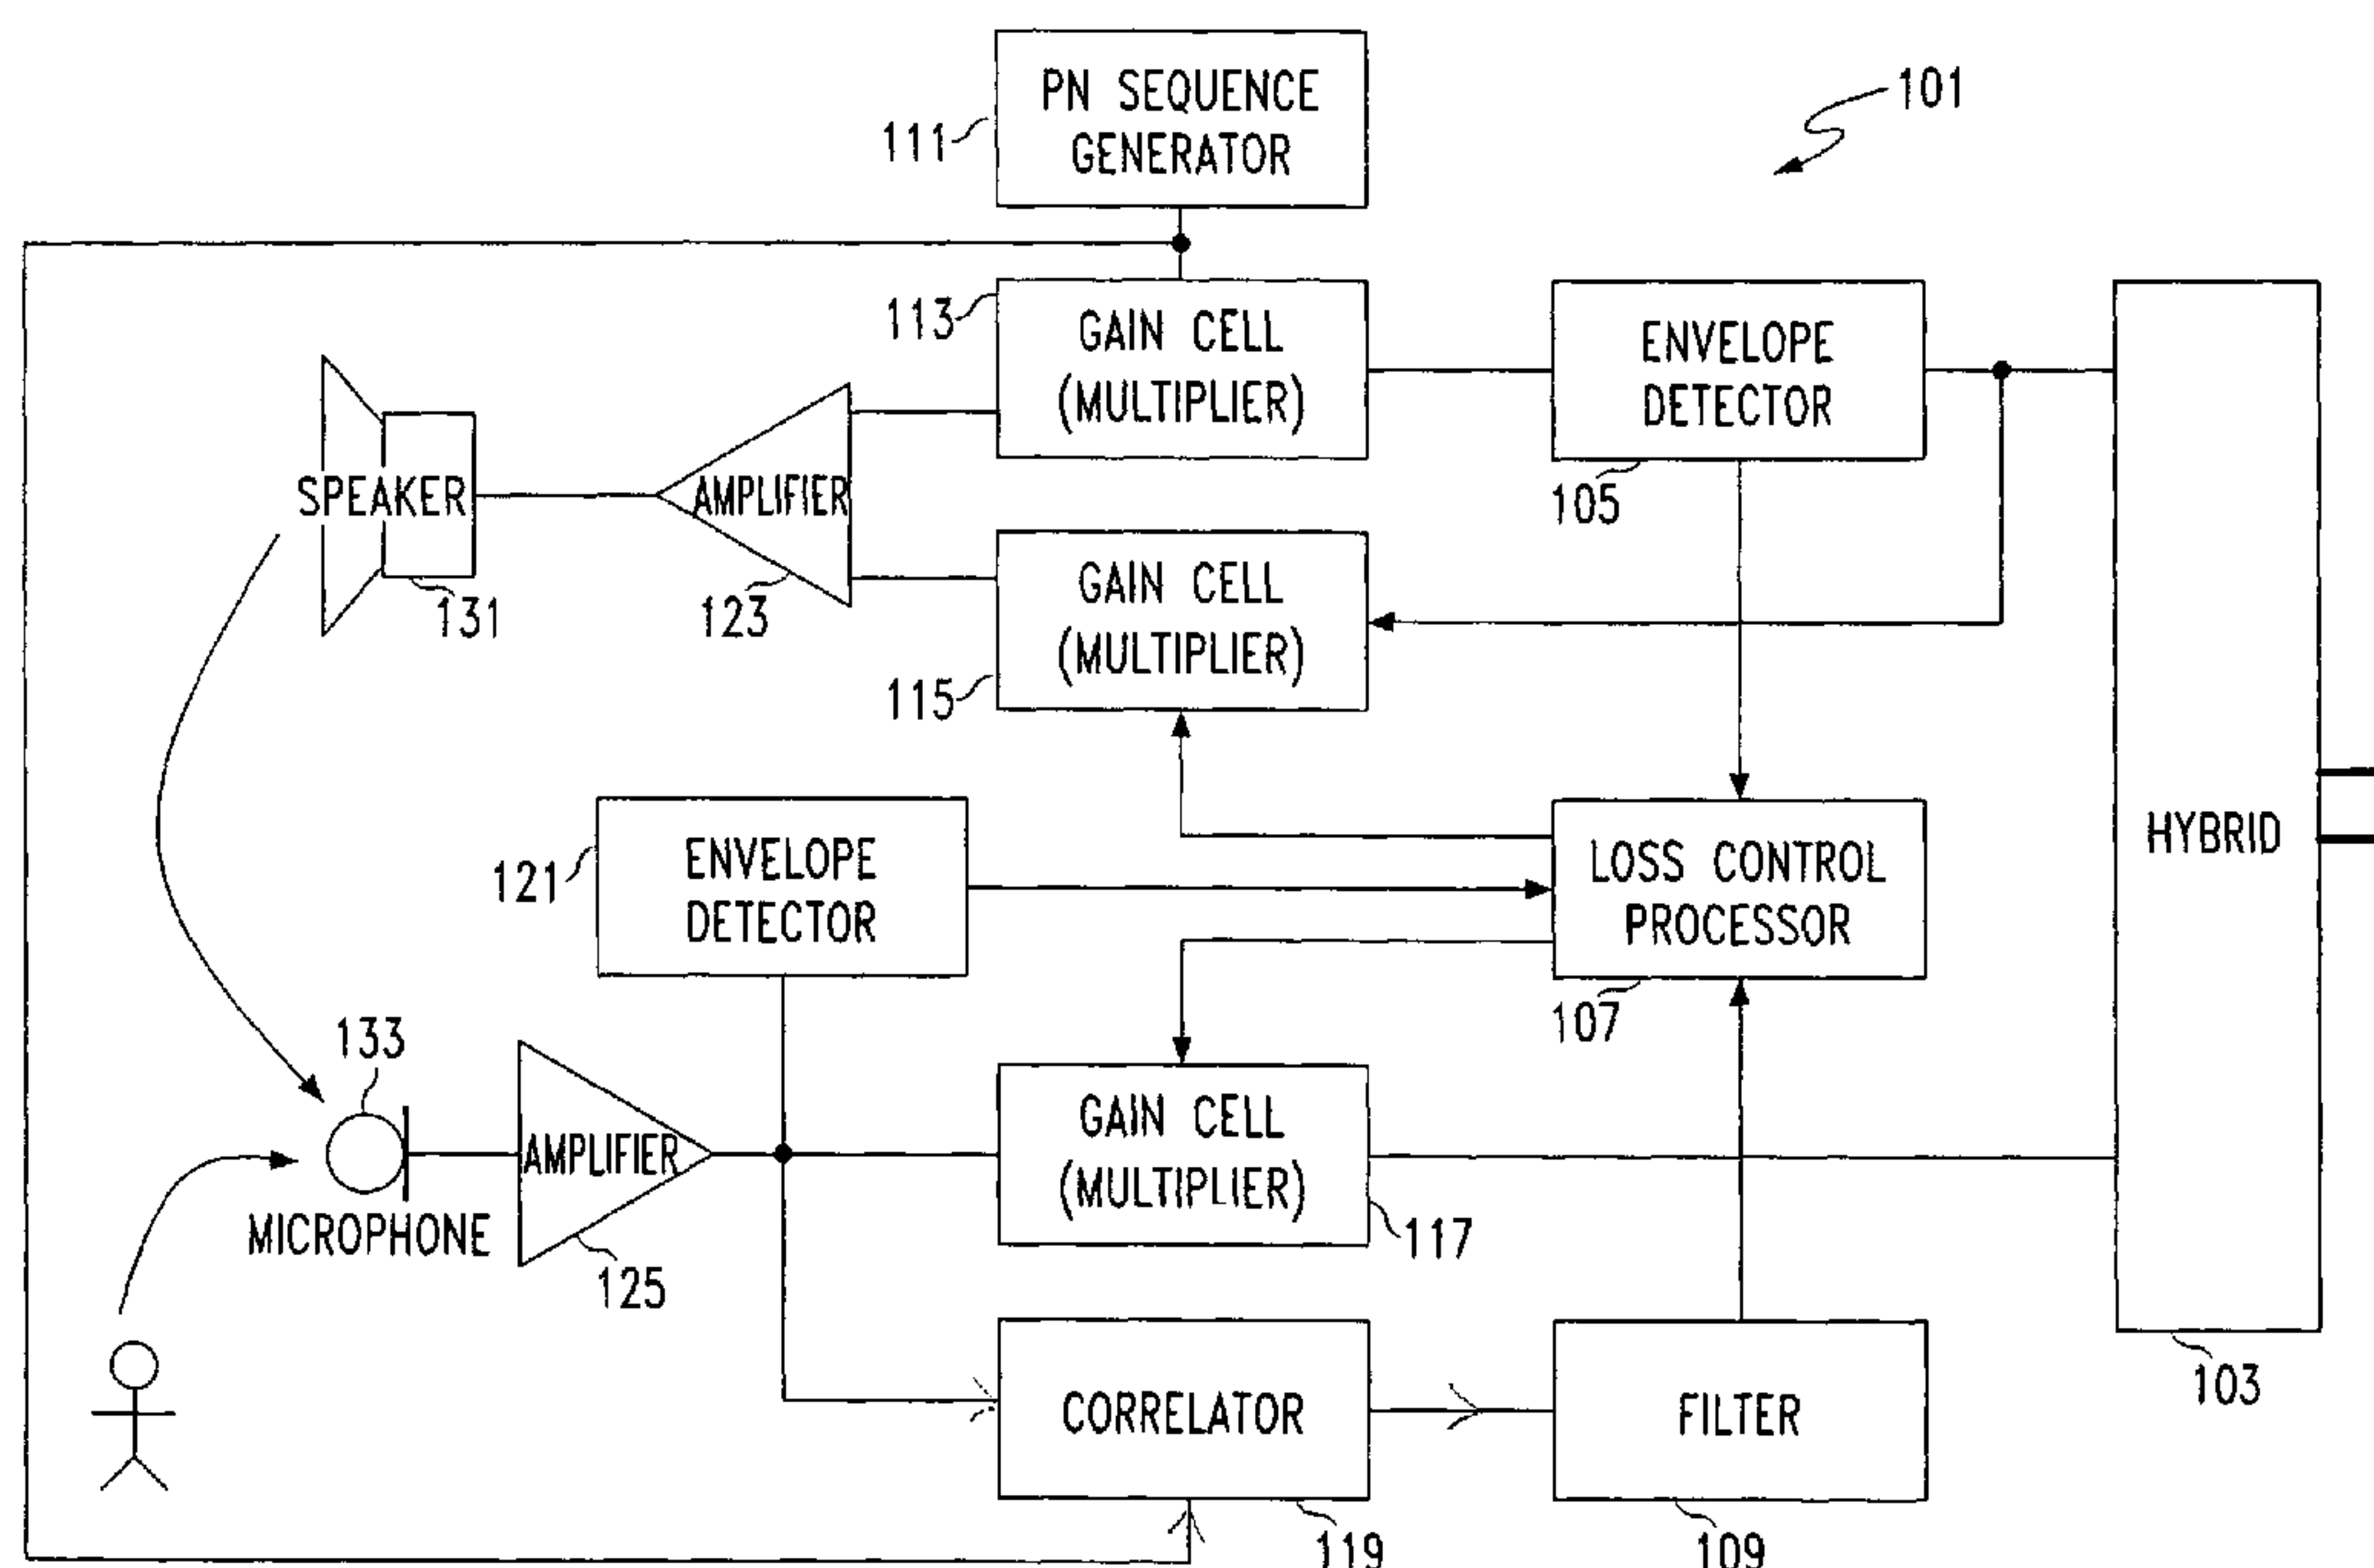 PN SEQUENCE
GENERATOR
111
101
113
GAIN CELL
(MULTIPLIER)
ENVELOPE
DETECTOR
105
SPEAKER
131
AMPLIFIER
123
GAIN CELL
(MULTIPLIER)
115
121
ENVELOPE
DETECTOR
LOSS CONTROL
PROCESSOR
107
HYBRID
103
133
MICROPHONE
AMPLIFIER
125
GAIN CELL
(MULTIPLIER)
117
CORRELATOR
119
FILTER
109